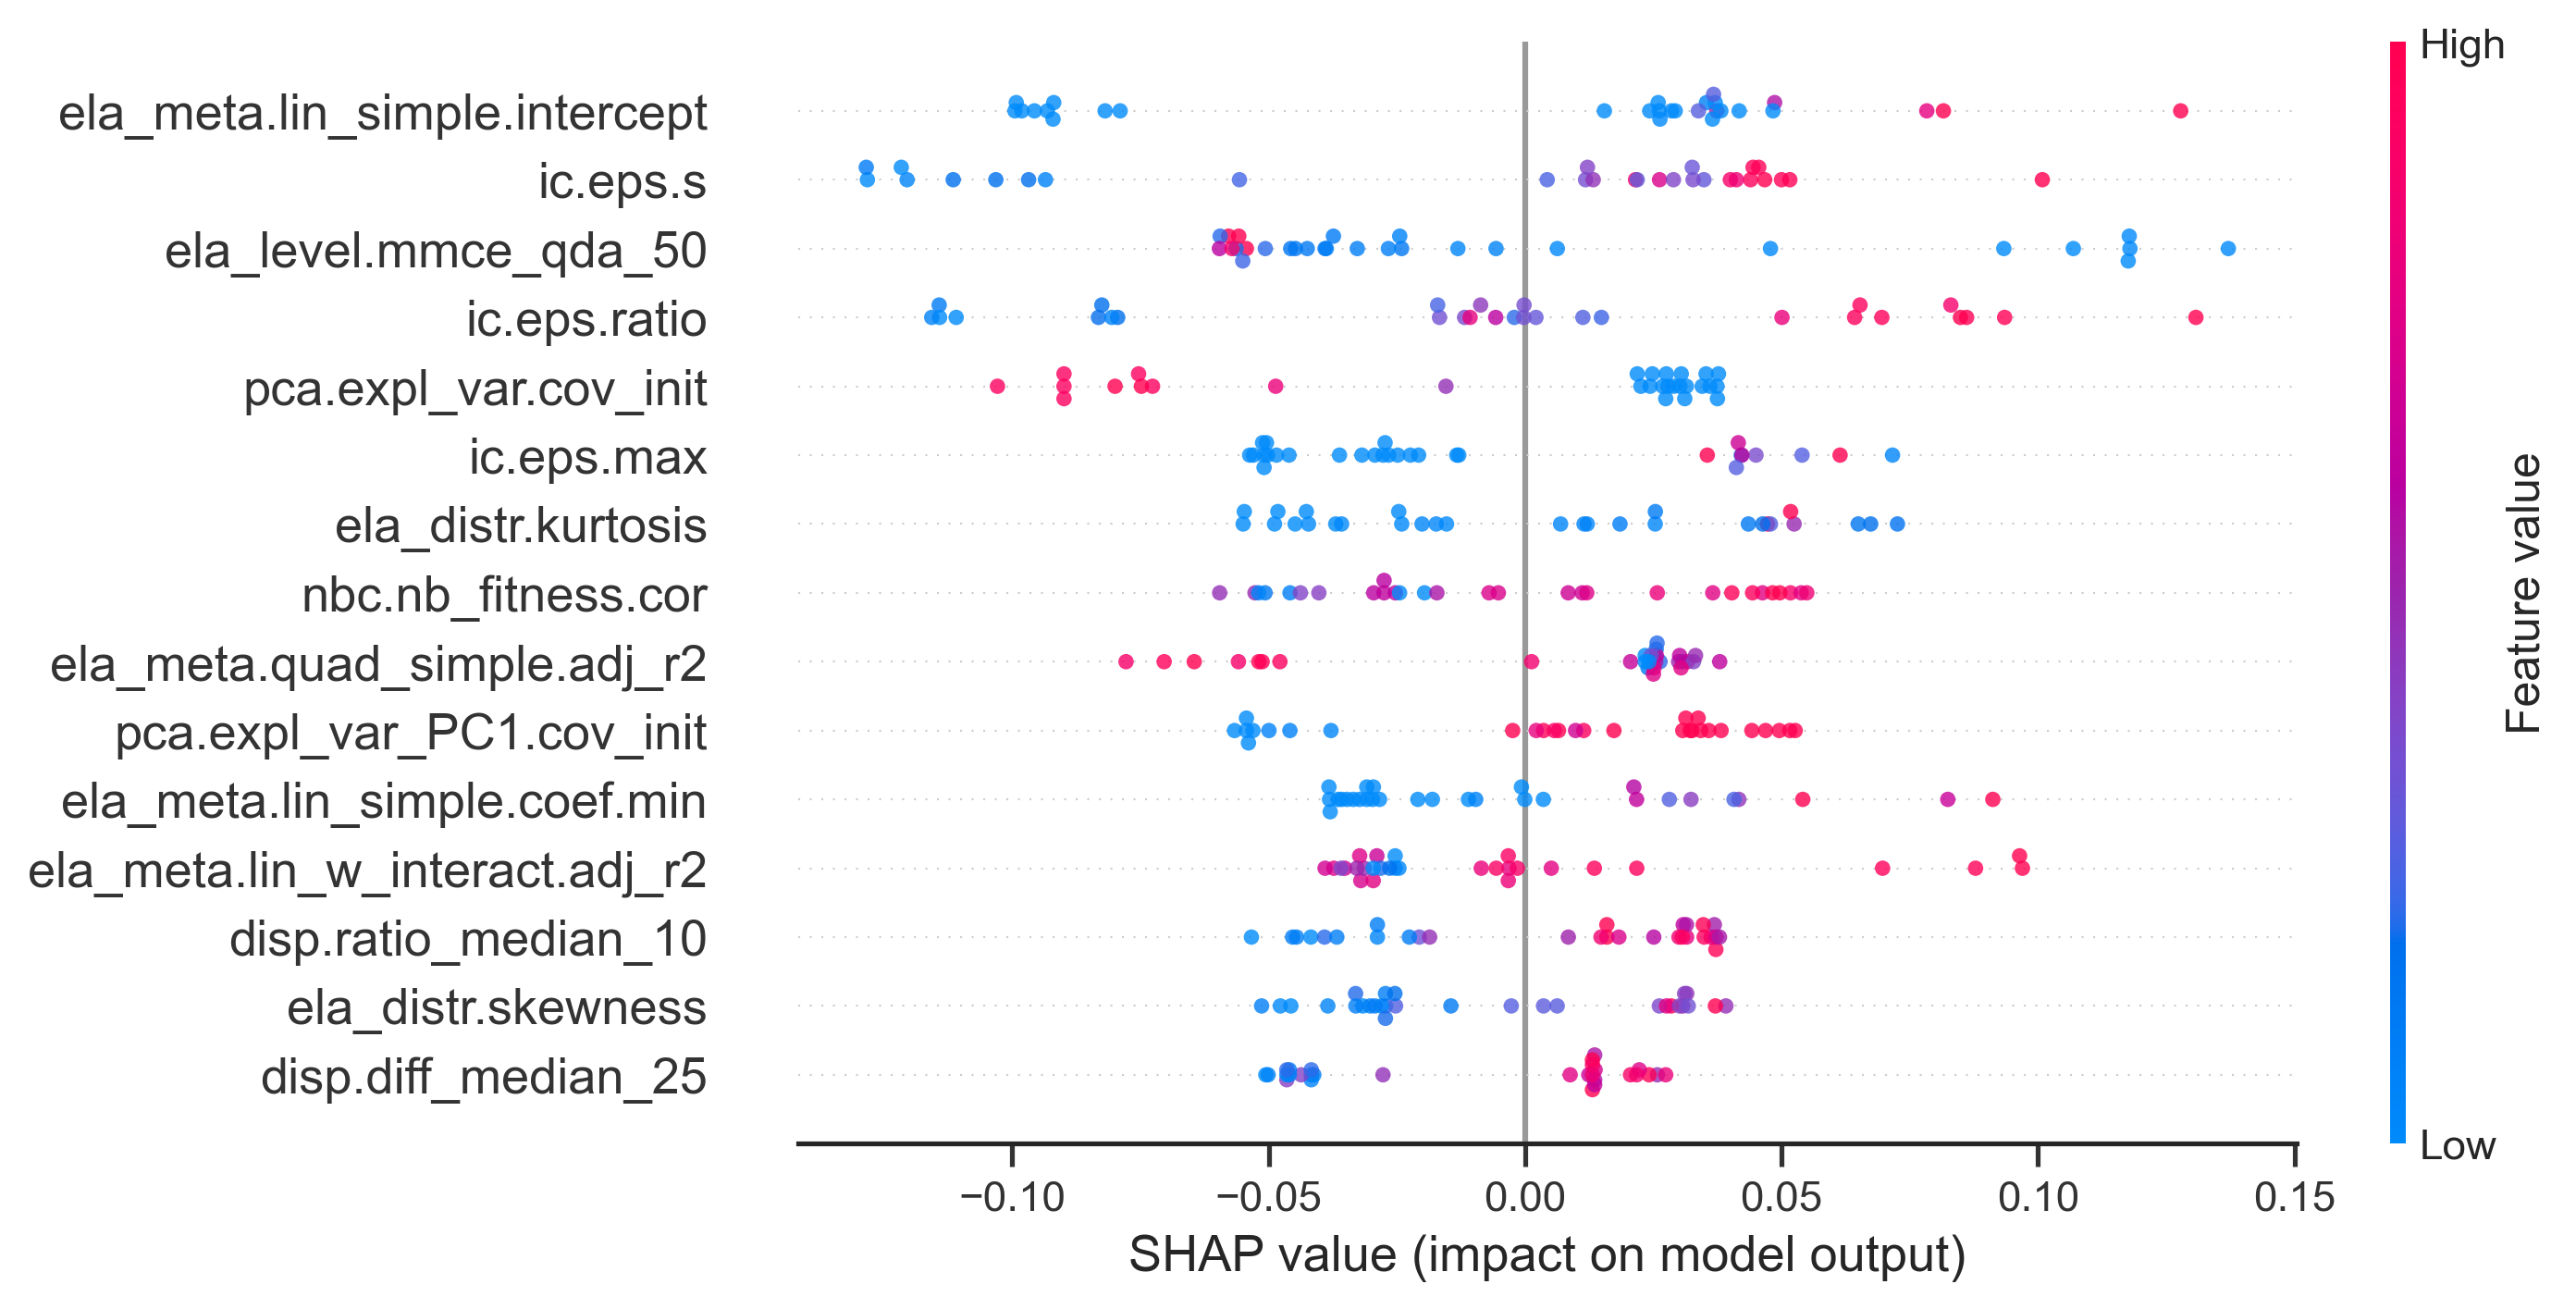 High
ela_meta.lin_simple.intercept
ic.eps.s
ela_level.mmce_qda_50
ic.eps.ratio
pca.expl_var.cov_init
ic.eps.max
ela_distr.kurtosis
nbc.nb_fitness.cor
ela_meta.quad_simple.adj_r2
pca.expl_var_PC1.cov_init
ela_meta.lin_simple.coef.min
ela_meta.lin_w_interact.adj_r2
disp.ratio_median_10
ela_distr.skewness
disp.diff_median_25
Feature value
Low
−0.10 −0.05 0.00 0.05 0.10 0.15
SHAP value (impact on model output)